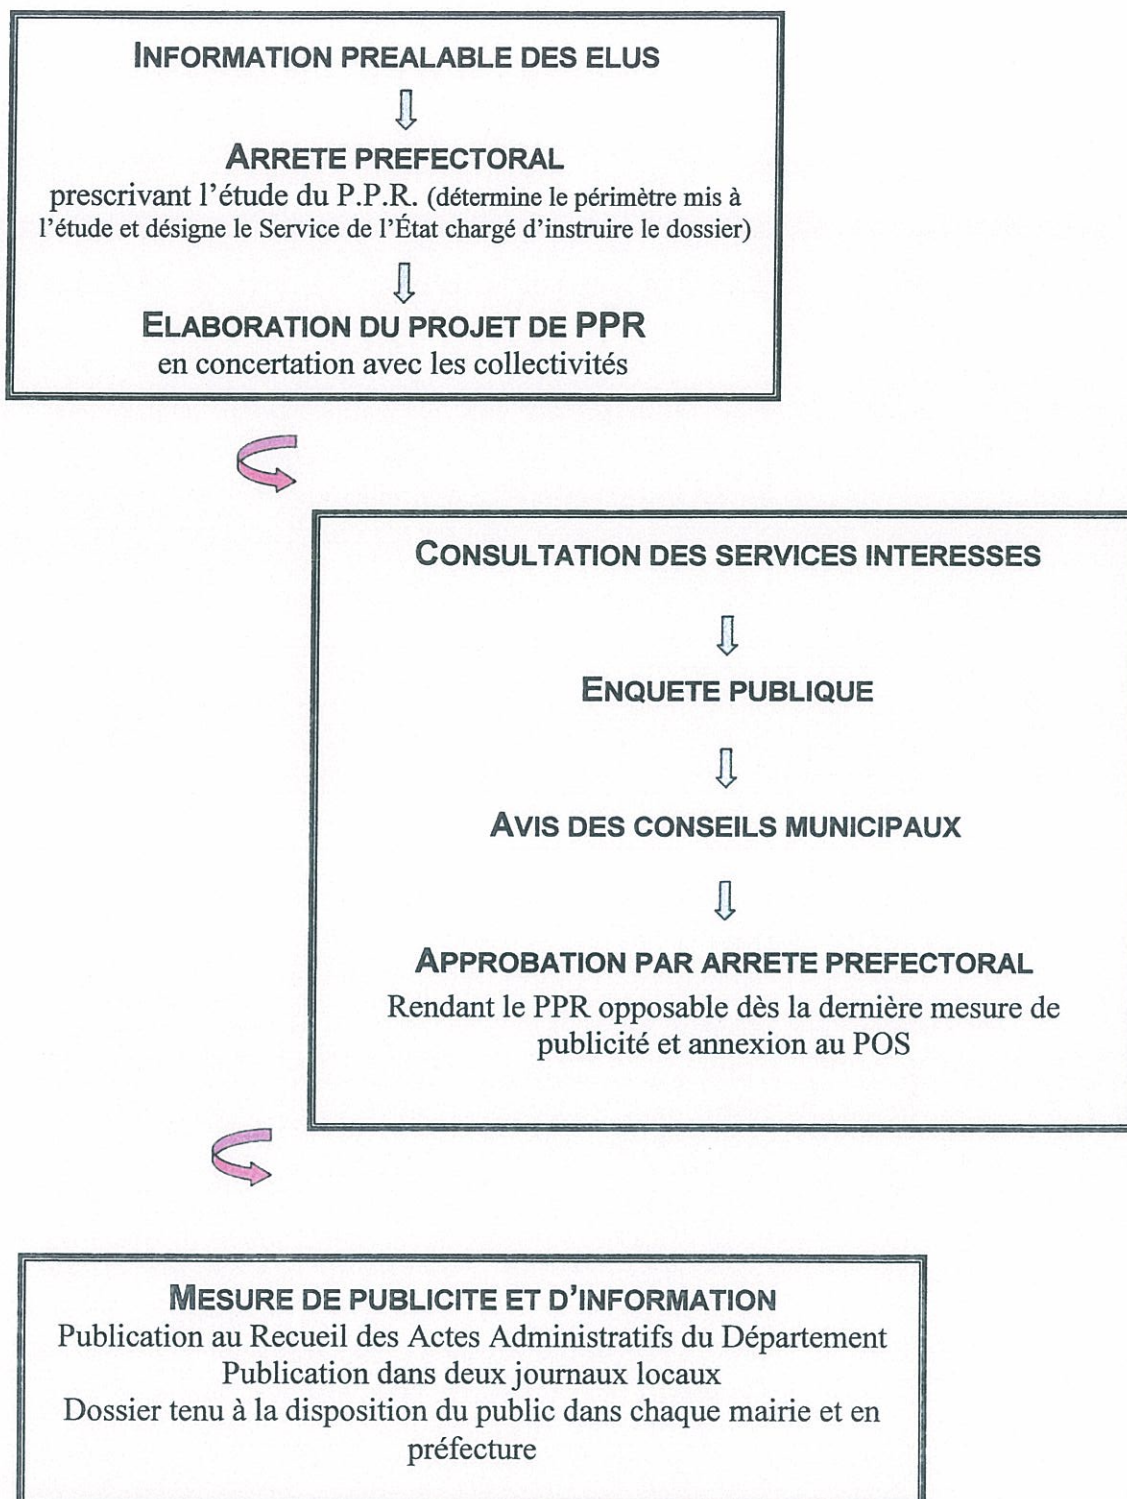 INFORMATION PREALABLE DES ELUS
ARRETE PREFECTORAL
prescrivant l'étude du P.P.R. (détermine le périmètre mis à
l'étude et désigne le Service de l'État chargé d'instruire le dossier)
ELABORATION DU PROJET DE PPR
en concertation avec les collectivités
CONSULTATION DES SERVICES INTERESSES
ENQUETE PUBLIQUE
AVIS DES CONSEILS MUNICIPAUX
APPROBATION PAR ARRETE PREFECTORAL
Rendant le PPR opposable dès la dernière mesure de
publicité et annexion au POS
MESURE DE PUBLICITE ET D'INFORMATION
Publication au Recueil des Actes Administratifs du Département
Publication dans deux journaux locaux
Dossier tenu à la disposition du public dans chaque mairie et en
préfecture